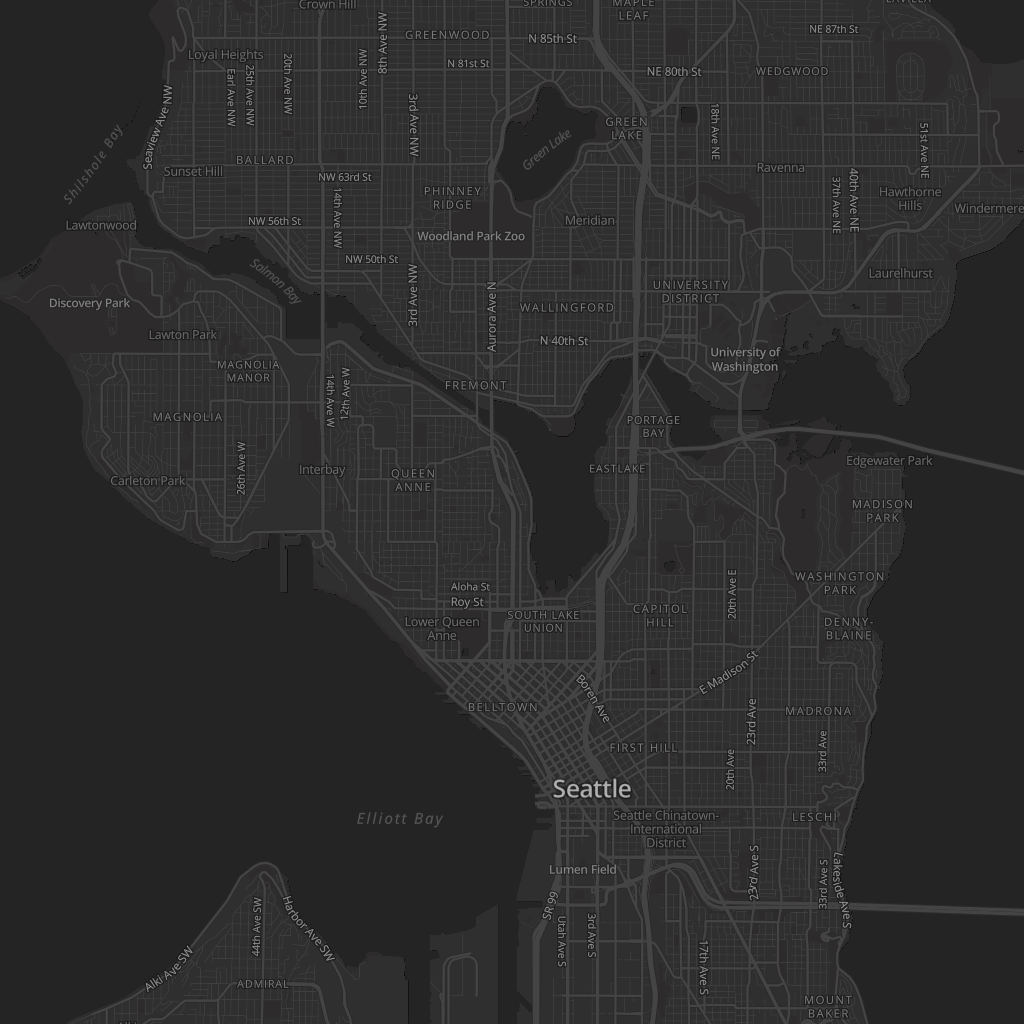 Crown Hill
SPRINGS
MAPLE
LEAF
GREENWOOD
N 85th St
NE 87th St
8th Ave NW
Loyal Heights
N 81st St
NE 80th St
WEDGWOOD
Earl Ave NW
25th Ave NW
20th Ave NW
10th Ave NW
3rd Ave NW
Seaview Ave NW
Shilshole Bay
Green Lake
GREEN
LAKE
18th Ave NE
51st Ave NE
BALLARD
Sunset Hill
NW 63rd St
Ravenna
PHINNEY
RIDGE
14th Ave NW
37th Ave NE
40th Ave NE
Hawthorne
Hills
Windermere
Lawtonwood
NW 56th St
Meridian
Woodland Park Zoo
NW 50th St
Salmon Bay
3rd Ave NW
Laurelhurst
Discovery Park
UNIVERSITY
DISTRICT
WALLINGFORD
Aurora Ave N
Lawton Park
N 40th St
University of
Washington
MAGNOLIA
MANOR
FREMONT
14th Ave W
12th Ave W
MAGNOLIA
PORTAGE
BAY
26th Ave W
Interbay
QUEEN
ANNE
EASTLAKE
Edgewater Park
Carleton Park
MADISON
PARK
Aloha St
Roy St
WASHINGTON
PARK
20th Ave E
Lower Queen
Anne
SOUTH LAKE
UNION
CAPITOL
HILL
DENNY-
BLAINE
E Madison St
Boren Ave
BELLTOWN
MADRONA
23rd Ave
FIRST HILL
33rd Ave
20th Ave
Seattle
Elliott Bay
Seattle Chinatown-
International
District
LESCHI
Lumen Field
23rd Ave S
33rd Ave S
Lakeside Ave S
SR 99
Utah Ave S
3rd Ave S
44th Ave SW
Harbor Ave SW
Alki Ave SW
17th Ave S
ADMIRAL
MOUNT
BAKER